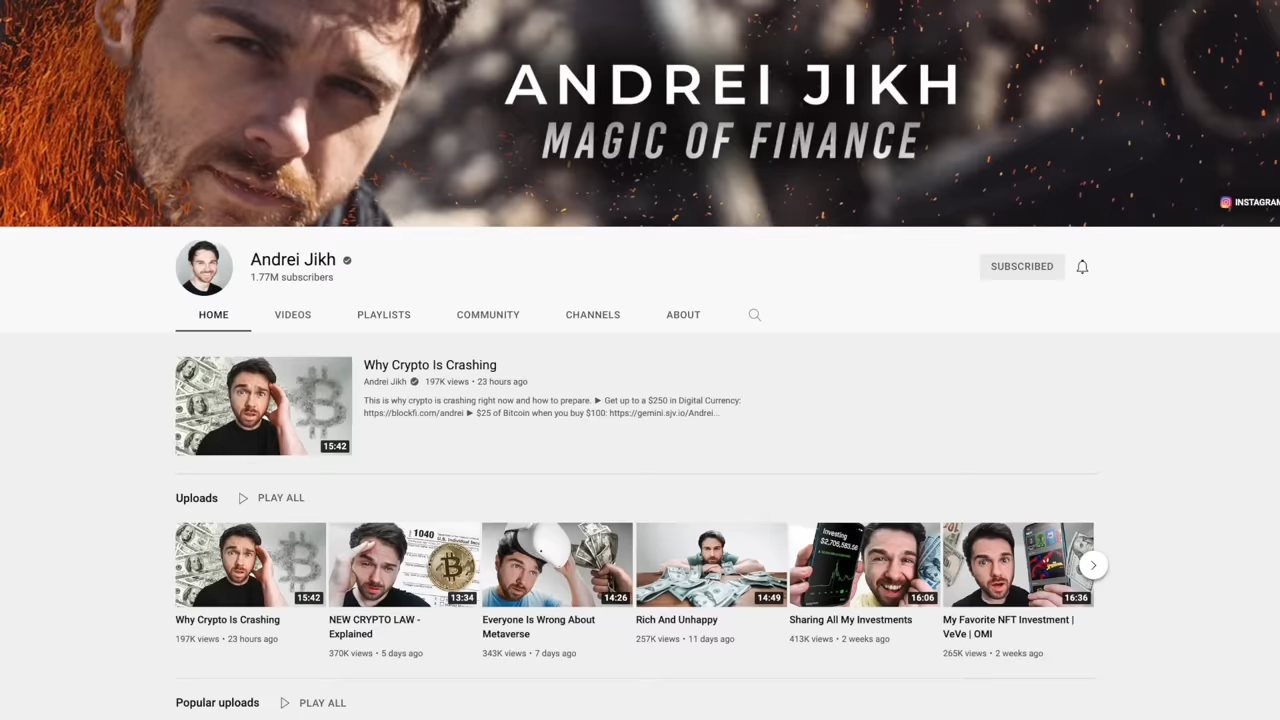 ANDREI JIKH
MAGIC OF FINANCE
INSTAGRAM
Andrei Jikh
1.77M subscribers
SUBSCRIBED
HOME VIDEOS PLAYLISTS COMMUNITY CHANNELS ABOUT
15:42
Why Crypto Is Crashing
Andrei Jikh 197K views • 23 hours ago
This is why crypto is crashing right now and how to prepare. ► Get up to a $250 in Digital Currency:
https://blockfi.com/andrei ► $25 of Bitcoin when you buy $100: https://gemini.sjv.io/Andrei...
Uploads PLAY ALL
15:42
Why Crypto Is Crashing
197K views • 23 hours ago
1040
13:34
NEW CRYPTO LAW -
Explained
370K views • 5 days ago
14:26
Everyone Is Wrong About
Metaverse
343K views • 7 days ago
14:49
Rich And Unhappy
257K views • 11 days ago
Investing
$2,705,583.56
16:06
Sharing All My Investments
413K views • 2 weeks ago
16:36
My Favorite NFT Investment |
VeVe | OMI
265K views • 2 weeks ago
Popular uploads PLAY ALL